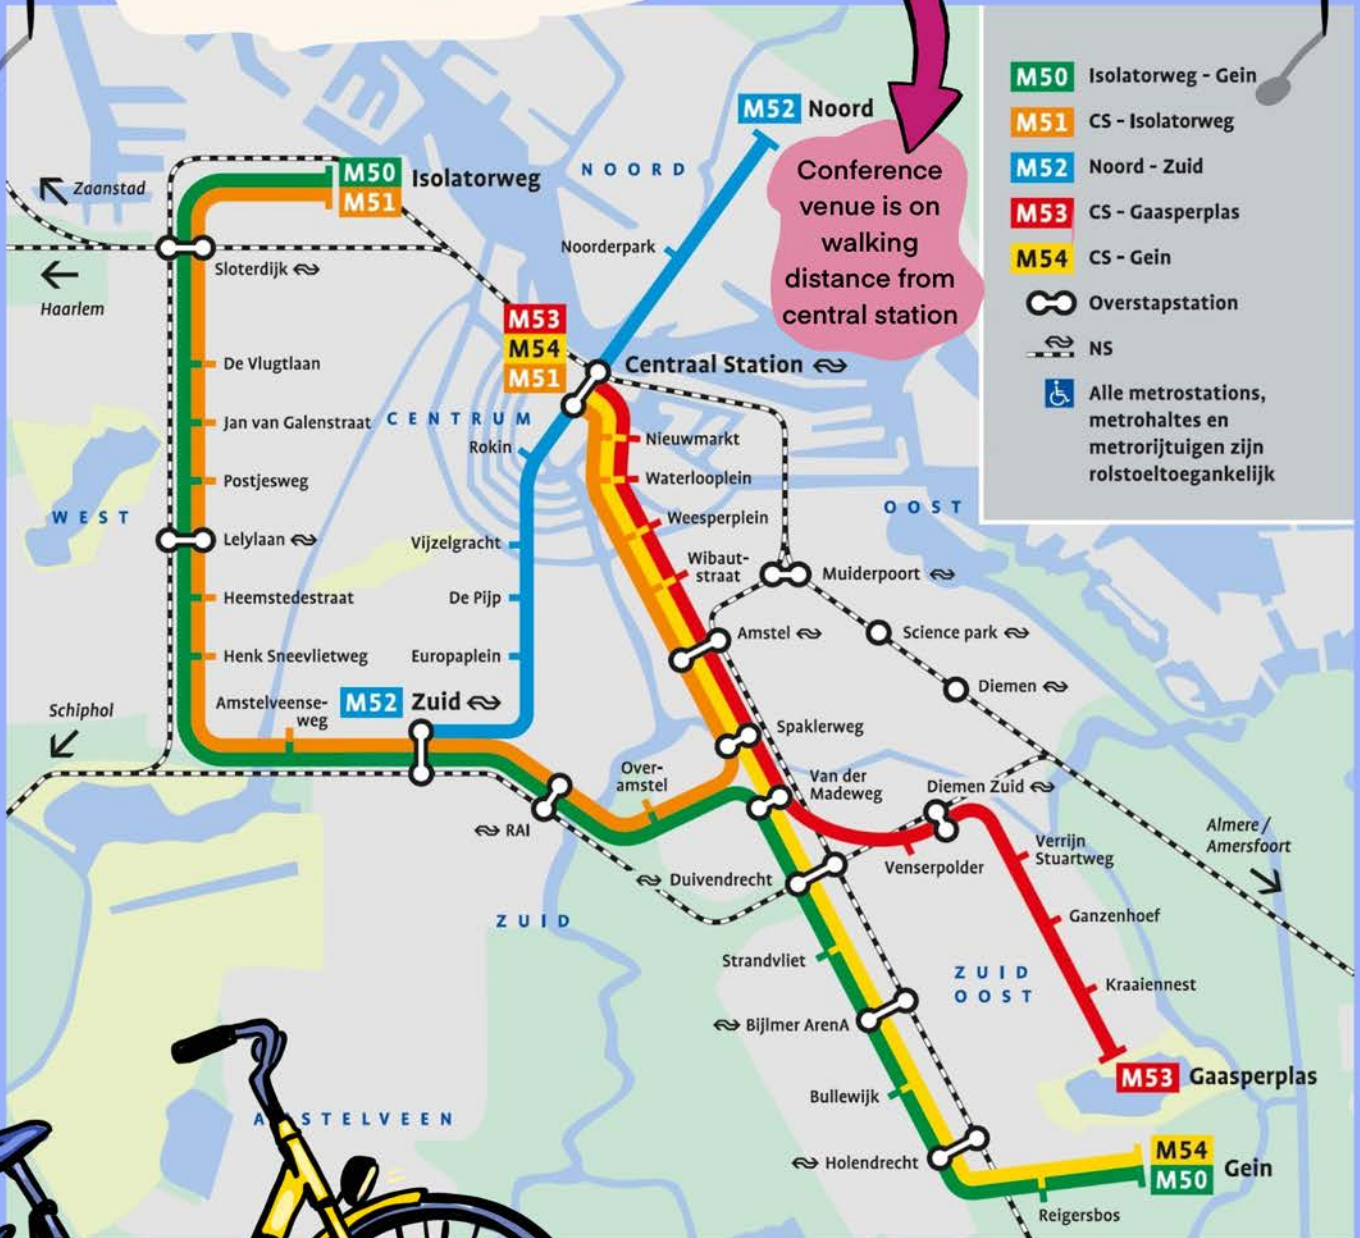 M52 Noord
Conference
venue is on
walking
distance from
central station
M50 Isolatorweg - Gein
M51 CS - Isolatorweg
M52 Noord - Zuid
M53 CS - Gaasperplas
M54 CS - Gein
Overstapstation
NS
Alle metrostations,
metrohaltes en
metrorijtuigen zijn
rolstoeltoegankelijk
Zaanstad
Haarlem
M50
M51
Isolatorweg
NOORD
Noorderpark
Sloterdijk
M53
M54
M51
Centraal Station
De Vlugtlaan
Jan van Galenstraat
CENTRUM
Rokin
Nieuwmarkt
Waterlooplein
Postjesweg
WEST
OOST
Weesperplein
Lelylaan
Vijzelgracht
Wibaut-
straat
Muiderpoort
Heemstedestraat
De Pijp
Amstel
Science park
Henk Sneevlietweg
Europaplein
Diemen
Schiphol
Amstelveense-
weg
M52 Zuid
Spaklerweg
Over-
amstel
Van der
Madeweg
Diemen Zuid
RAI
Almere /
Amersfoort
Verrijn
Stuartweg
Venserpolder
Duivendrecht
ZUID
Ganzenhoef
Strandvliet
ZUID
OOST
Kraaiennest
Bijlmer ArenA
M53 Gaasperplas
Bullewijk
STELVEEN
Holendrecht
M54
M50
Gein
Reigersbos